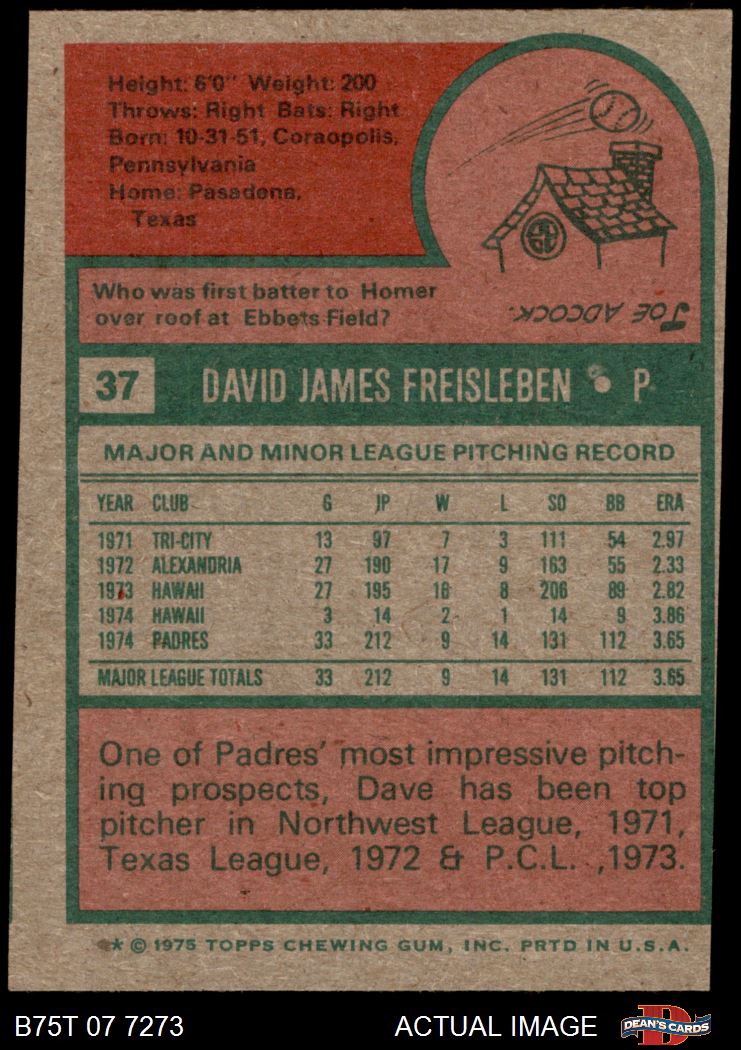 Height: 6'0" Weight: 200
Throws: Right Bats: Right
Born: 10-31-51, Coraopolis,
Pennsylvania
Home: Pasadena,
Texas
Who was first batter to Homer
over roof at Ebbets Field?
JOE ADCOCK.
37 DAVID JAMES FREISLEBEN • P
MAJOR AND MINOR LEAGUE PITCHING RECORD
YEAR CLUB G IP W L SO BB ERA
1971 TRI-CITY 13 97 7 3 111 54 2.97
1972 ALEXANDRIA 27 190 17 9 163 55 2.33
1973 HAWAII 27 195 16 8 206 89 2.82
1974 HAWAII 3 14 2 1 14 9 3.86
1974 PADRES 33 212 9 14 131 112 3.65
MAJOR LEAGUE TOTALS 33 212 9 14 131 112 3.65
One of Padres' most impressive pitch-
ing prospects, Dave has been top
pitcher in Northwest League, 1971,
Texas League, 1972 & P.C.L. ,1973.
* © 1975 TOPPS CHEWING GUM, INC. PRTD IN U.S.A.
B75T 07 7273 ACTUAL IMAGE D DEAN'S CARDS